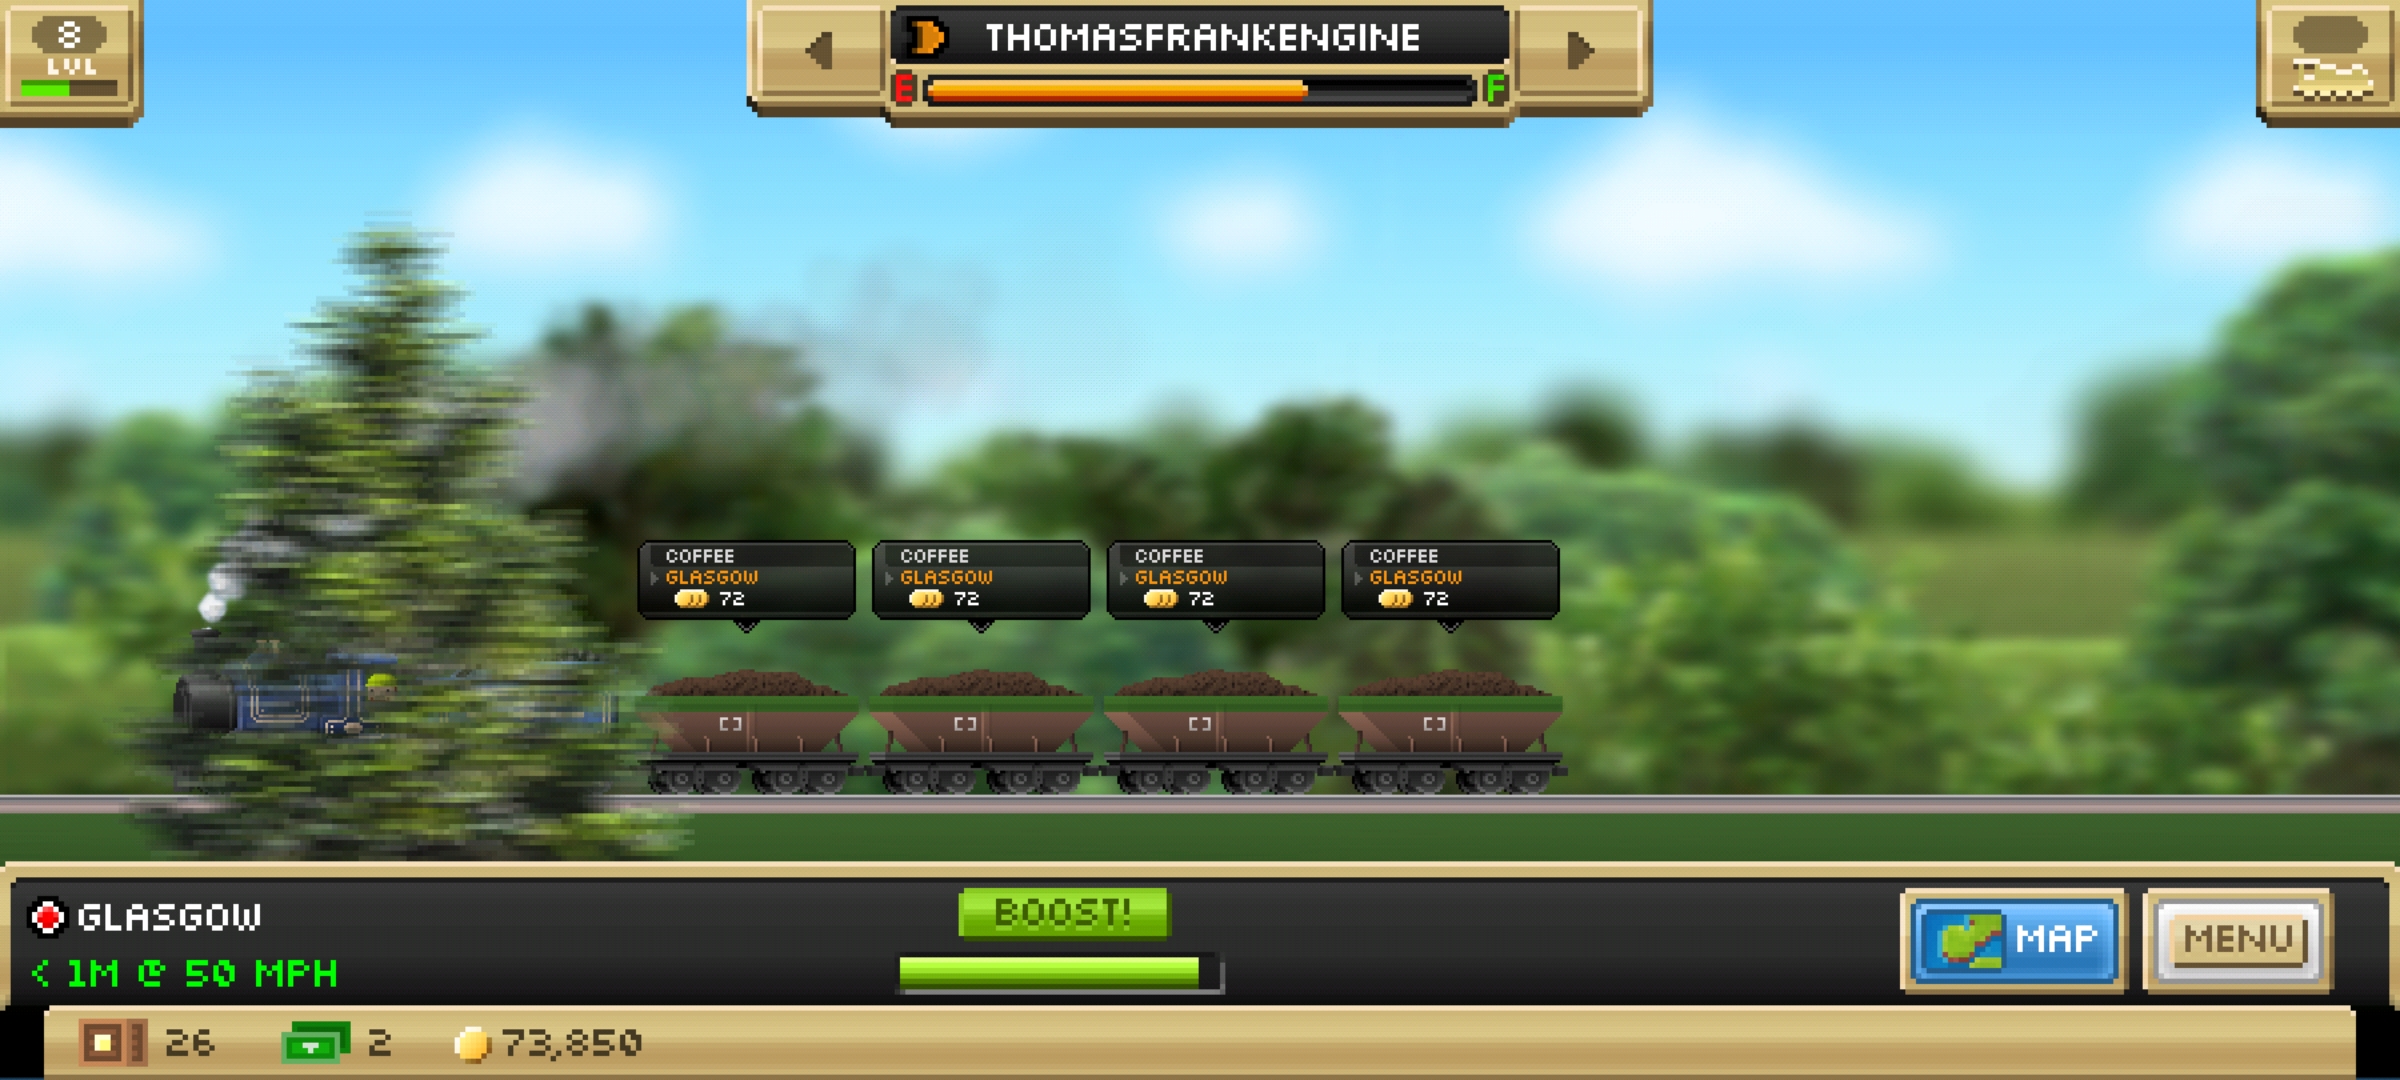 8
LVL
THOMASFRANKENGINE
E
F
COFFEE
GLASGOW
72
COFFEE
GLASGOW
72
COFFEE
GLASGOW
72
COFFEE
GLASGOW
72
GLASGOW
< 1M @ 50 MPH
BOOST!
MAP
MENU
26
2
73,850